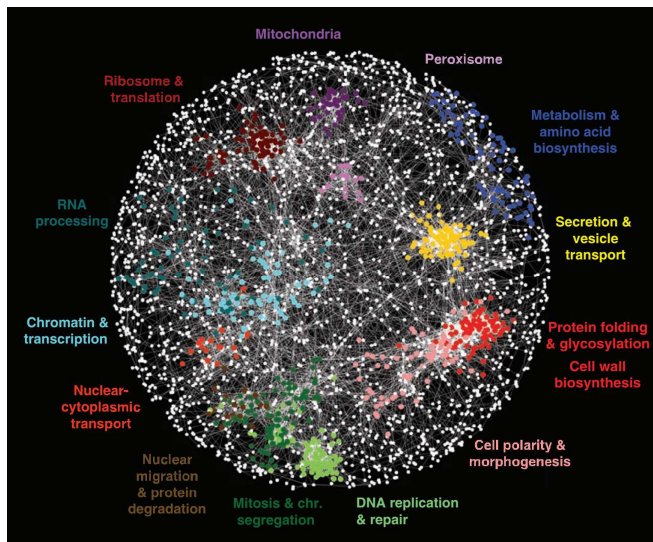 Mitochondria
Peroxisome
Ribosome &
translation
Metabolism &
amino acid
biosynthesis
RNA
processing
Secretion &
vesicle
transport
Chromatin &
transcription
Protein folding
& glycosylation
Cell wall
biosynthesis
Nuclear-
cytoplasmic
transport
Cell polarity &
morphogenesis
Nuclear
migration
& protein
degradation
Mitosis & chr.
segregation
DNA replication
& repair